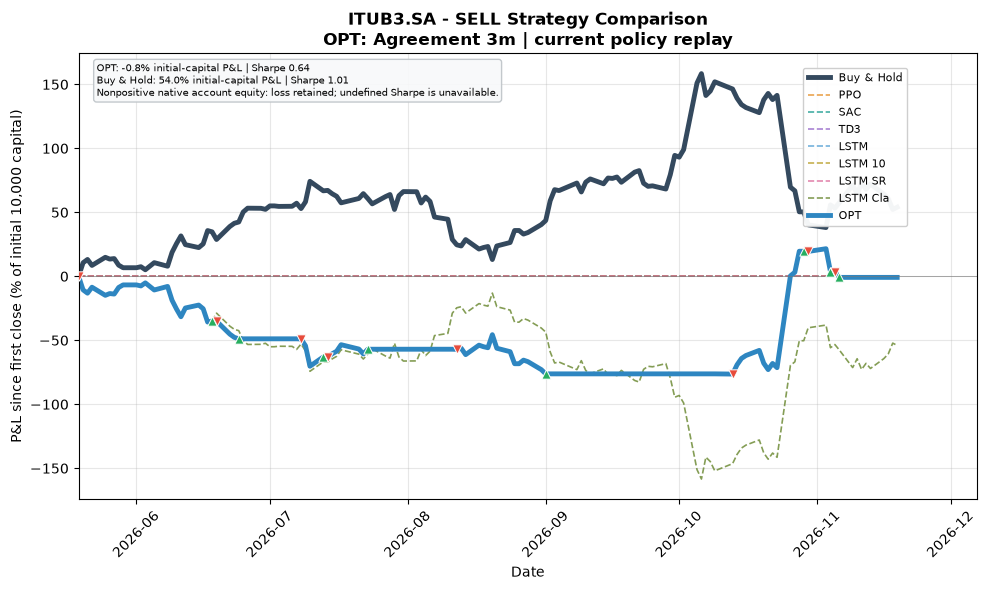 ITUB3.SA - SELL Strategy Comparison
OPT: Agreement 3m | current policy replay
OPT: -0.8% initial-capital P&L | Sharpe 0.64
Buy & Hold: 54.0% initial-capital P&L | Sharpe 1.01
Nonpositive native account equity: loss retained; undefined Sharpe is unavailable.
Buy & Hold
PPO
SAC
TD3
LSTM
LSTM 10
LSTM SR
LSTM Cla
OPT
P&L since first close (% of initial 10,000 capital)
150
100
50
0
−50
−100
−150
2026-06
2026-07
2026-08
2026-09
2026-10
2026-11
2026-12
Date